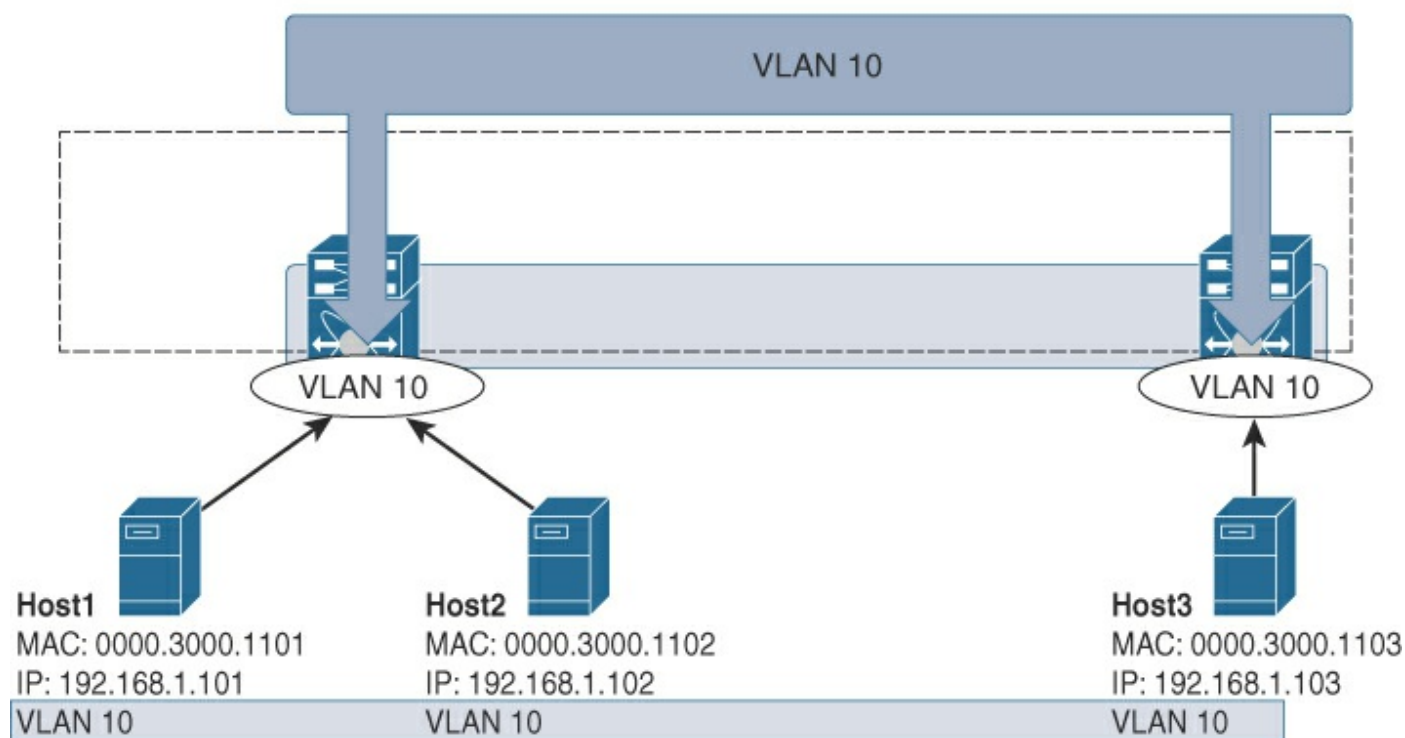 VLAN 10
VLAN 10
VLAN 10
Host1
MAC: 0000.3000.1101
IP: 192.168.1.101
VLAN 10
Host2
MAC: 0000.3000.1102
IP: 192.168.1.102
VLAN 10
Host3
MAC: 0000.3000.1103
IP: 192.168.1.103
VLAN 10